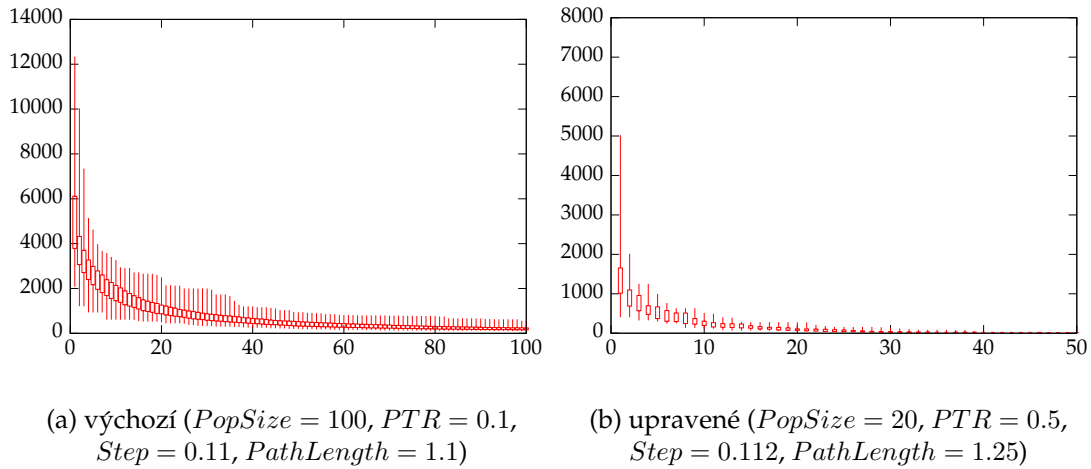 14000
12000
10000
8000
6000
4000
2000
0
0 20 40 60 80 100
8000
7000
6000
5000
4000
3000
2000
1000
0
0 10 20 30 40 50
(a) výchozí (PopSize = 100, PTR = 0.1,
Step = 0.11, PathLength = 1.1)
(b) upravené (PopSize = 20, PTR = 0.5,
Step = 0.112, PathLength = 1.25)